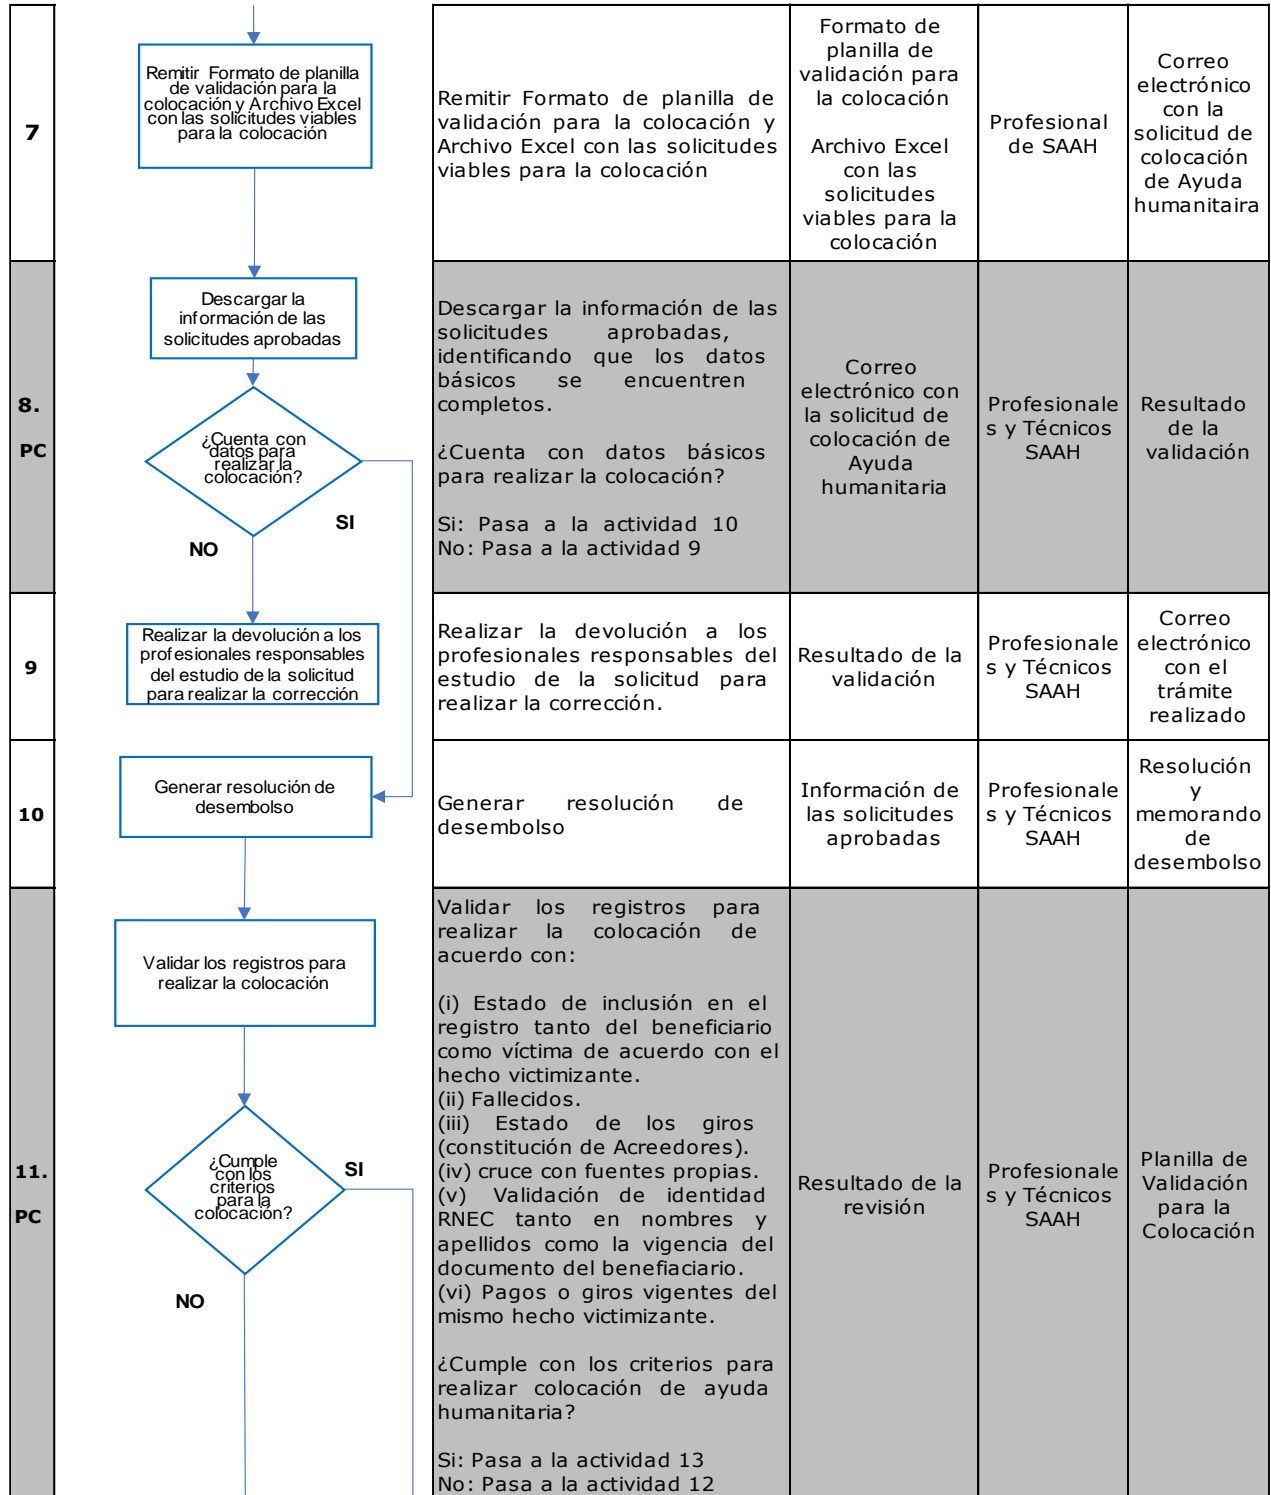 7
Remitir Formato de planilla
de validación para la
colocación y Archivo Excel
con las solicitudes viables
para la colocación
Remitir Formato de planilla de
validación para la colocación y
Archivo Excel con las solicitudes
viables para la colocación
Formato de
planilla de
validación para
la colocación
Archivo Excel
con las
solicitudes
viables para la
colocación
Profesional
de SAAH
Correo
electrónico
con la
solicitud de
colocación
de Ayuda
humanitaira
8.
PC
Descargar la
información de las
solicitudes aprobadas
¿Cuenta con
datos para
realizar la
colocación?
SI
NO
Descargar la información de las
solicitudes aprobadas,
identificando que los datos
básicos se encuentren
completos.
¿Cuenta con datos básicos
para realizar la colocación?
Si: Pasa a la actividad 10
No: Pasa a la actividad 9
Correo
electrónico con
la solicitud de
colocación de
Ayuda
humanitaria
Profesionale
s y Técnicos
SAAH
Resultado
de la
validación
9
Realizar la devolución a los
profesionales responsables
del estudio de la solicitud
para realizar la corrección
Realizar la devolución a los
profesionales responsables del
estudio de la solicitud para
realizar la corrección.
Resultado de la
validación
Profesionale
s y Técnicos
SAAH
Correo
electrónico
con el
trámite
realizado
10
Generar resolución de
desembolso
Generar resolución de
desembolso
Información de
las solicitudes
aprobadas
Profesionale
s y Técnicos
SAAH
Resolución
y
memorando
de
desembolso
11.
PC
Validar los registros para
realizar la colocación
¿Cumple
con los
criterios
para la
colocación?
SI
NO
Validar los registros para
realizar la colocación de
acuerdo con:
(i) Estado de inclusión en el
registro tanto del beneficiario
como víctima de acuerdo con el
hecho victimizante.
(ii) Fallecidos.
(iii) Estado de los giros
(constitución de Acreedores).
(iv) cruce con fuentes propias.
(v) Validación de identidad
RNEC tanto en nombres y
apellidos como la vigencia del
documento del benefiaciario.
(vi) Pagos o giros vigentes del
mismo hecho victimizante.
¿Cumple con los criterios para
realizar colocación de ayuda
humanitaria?
Si: Pasa a la actividad 13
No: Pasa a la actividad 12
Resultado de la
revisión
Profesionale
s y Técnicos
SAAH
Planilla de
Validación
para la
Colocación